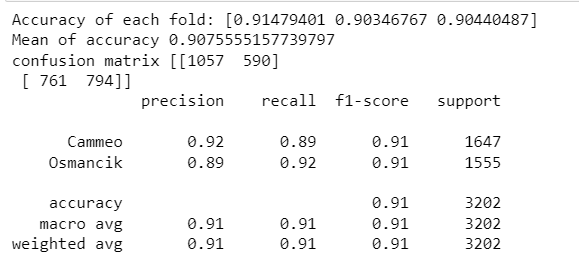 Accuracy of each fold: [0.91479401 0.90346767 0.90440487]
Mean of accuracy 0.9075555157739797
confusion matrix [[1057  590]
 [ 761  794]]
              precision    recall  f1-score   support

      Cammeo       0.92      0.89      0.91      1647
    Osmancik       0.89      0.92      0.91      1555

    accuracy                           0.91      3202
   macro avg       0.91      0.91      0.91      3202
weighted avg       0.91      0.91      0.91      3202